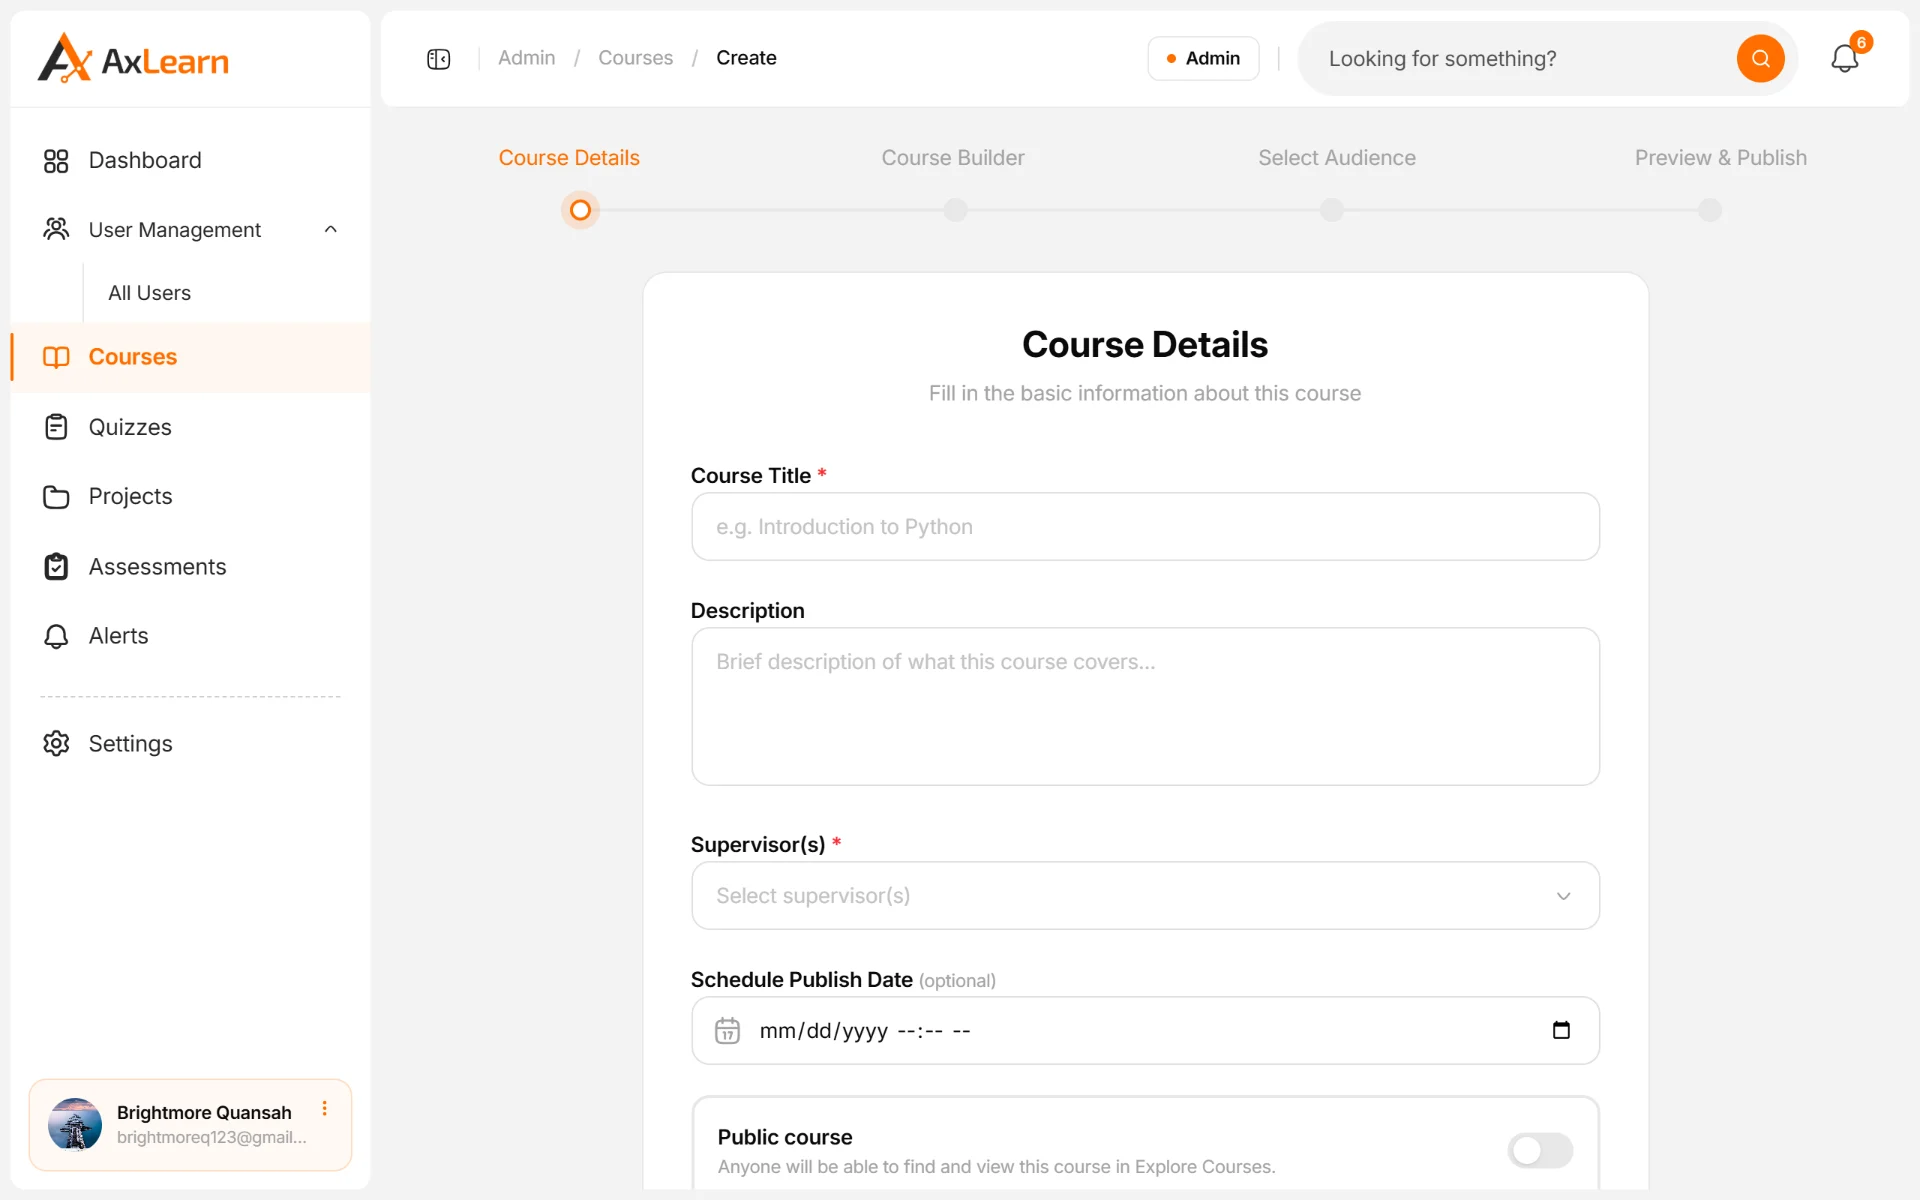 AxLearn
Dashboard
User Management
All Users
Courses
Quizzes
Projects
Assessments
Alerts
Settings
Brightmore Quansah
brightmoreq123@gmail...
Admin / Courses / Create
Admin
Looking for something?
6
Course Details
Course Builder
Select Audience
Preview & Publish
Course Details
Fill in the basic information about this course
Course Title *
e.g. Introduction to Python
Description
Brief description of what this course covers...
Supervisor(s) *
Select supervisor(s)
Schedule Publish Date (optional)
17
mm/dd/yyyy --:-- --
Public course
Anyone will be able to find and view this course in Explore Courses.